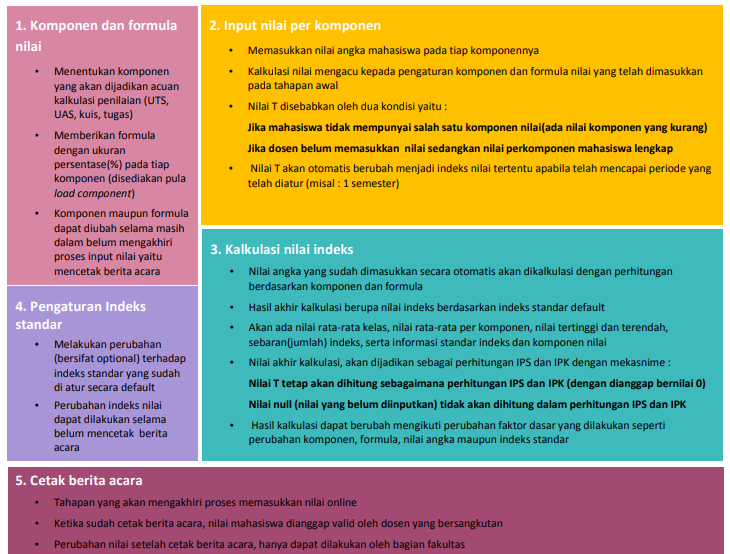 1. Komponen dan formula
nilai
• Menentukan komponen
yang akan dijadikan acuan
kalkulasi penilaian (UTS,
UAS, kuis, tugas)
• Memberikan formula
dengan ukuran
persentase(%) pada tiap
komponen (disediakan pula
load component)
• Komponen maupun formula
dapat diubah selama masih
dalam belum mengakhiri
proses input nilai yaitu
mencetak berita acara
2. Input nilai per komponen
• Memasukkan nilai angka mahasiswa pada tiap komponennya
• Kalkulasi nilai mengacu kepada pengaturan komponen dan formula nilai yang telah dimasukkan
pada tahapan awal
• Nilai T disebabkan oleh dua kondisi yaitu :
Jika mahasiswa tidak mempunyai salah satu komponen nilai(ada nilai komponen yang kurang)
Jika dosen belum memasukkan nilai sedangkan nilai perkomponen mahasiswa lengkap
• Nilai T akan otomatis berubah menjadi indeks nilai tertentu apabila telah mencapai periode yang
telah diatur (misal : 1 semester)
3. Kalkulasi nilai indeks
• Nilai angka yang sudah dimasukkan secara otomatis akan dikalkulasi dengan perhitungan
berdasarkan komponen dan formula
• Hasil akhir kalkulasi berupa nilai indeks berdasarkan indeks standar default
• Akan ada nilai rata-rata kelas, nilai rata-rata per komponen, nilai tertinggi dan terendah,
sebaran(jumlah) indeks, serta informasi standar indeks dan komponen nilai
• Nilai akhir kalkulasi, akan dijadikan sebagai perhitungan IPS dan IPK dengan mekasnime :
Nilai T tetap akan dihitung sebagaimana perhitungan IPS dan IPK (dengan dianggap bernilai 0)
Nilai null (nilai yang belum diinputkan) tidak akan dihitung dalam perhitungan IPS dan IPK
• Hasil kalkulasi dapat berubah mengikuti perubahan faktor dasar yang dilakukan seperti
perubahan komponen, formula, nilai angka maupun indeks standar
4. Pengaturan Indeks
standar
• Melakukan perubahan
(bersifat optional) terhadap
indeks standar yang sudah
di atur secara default
• Perubahan indeks nilai
dapat dilakukan selama
belum mencetak berita
acara
5. Cetak berita acara
• Tahapan yang akan mengakhiri proses memasukkan nilai online
• Ketika sudah cetak berita acara, nilai mahasiswa dianggap valid oleh dosen yang bersangkutan
• Perubahan nilai setelah cetak berita acara, hanya dapat dilakukan oleh bagian fakultas